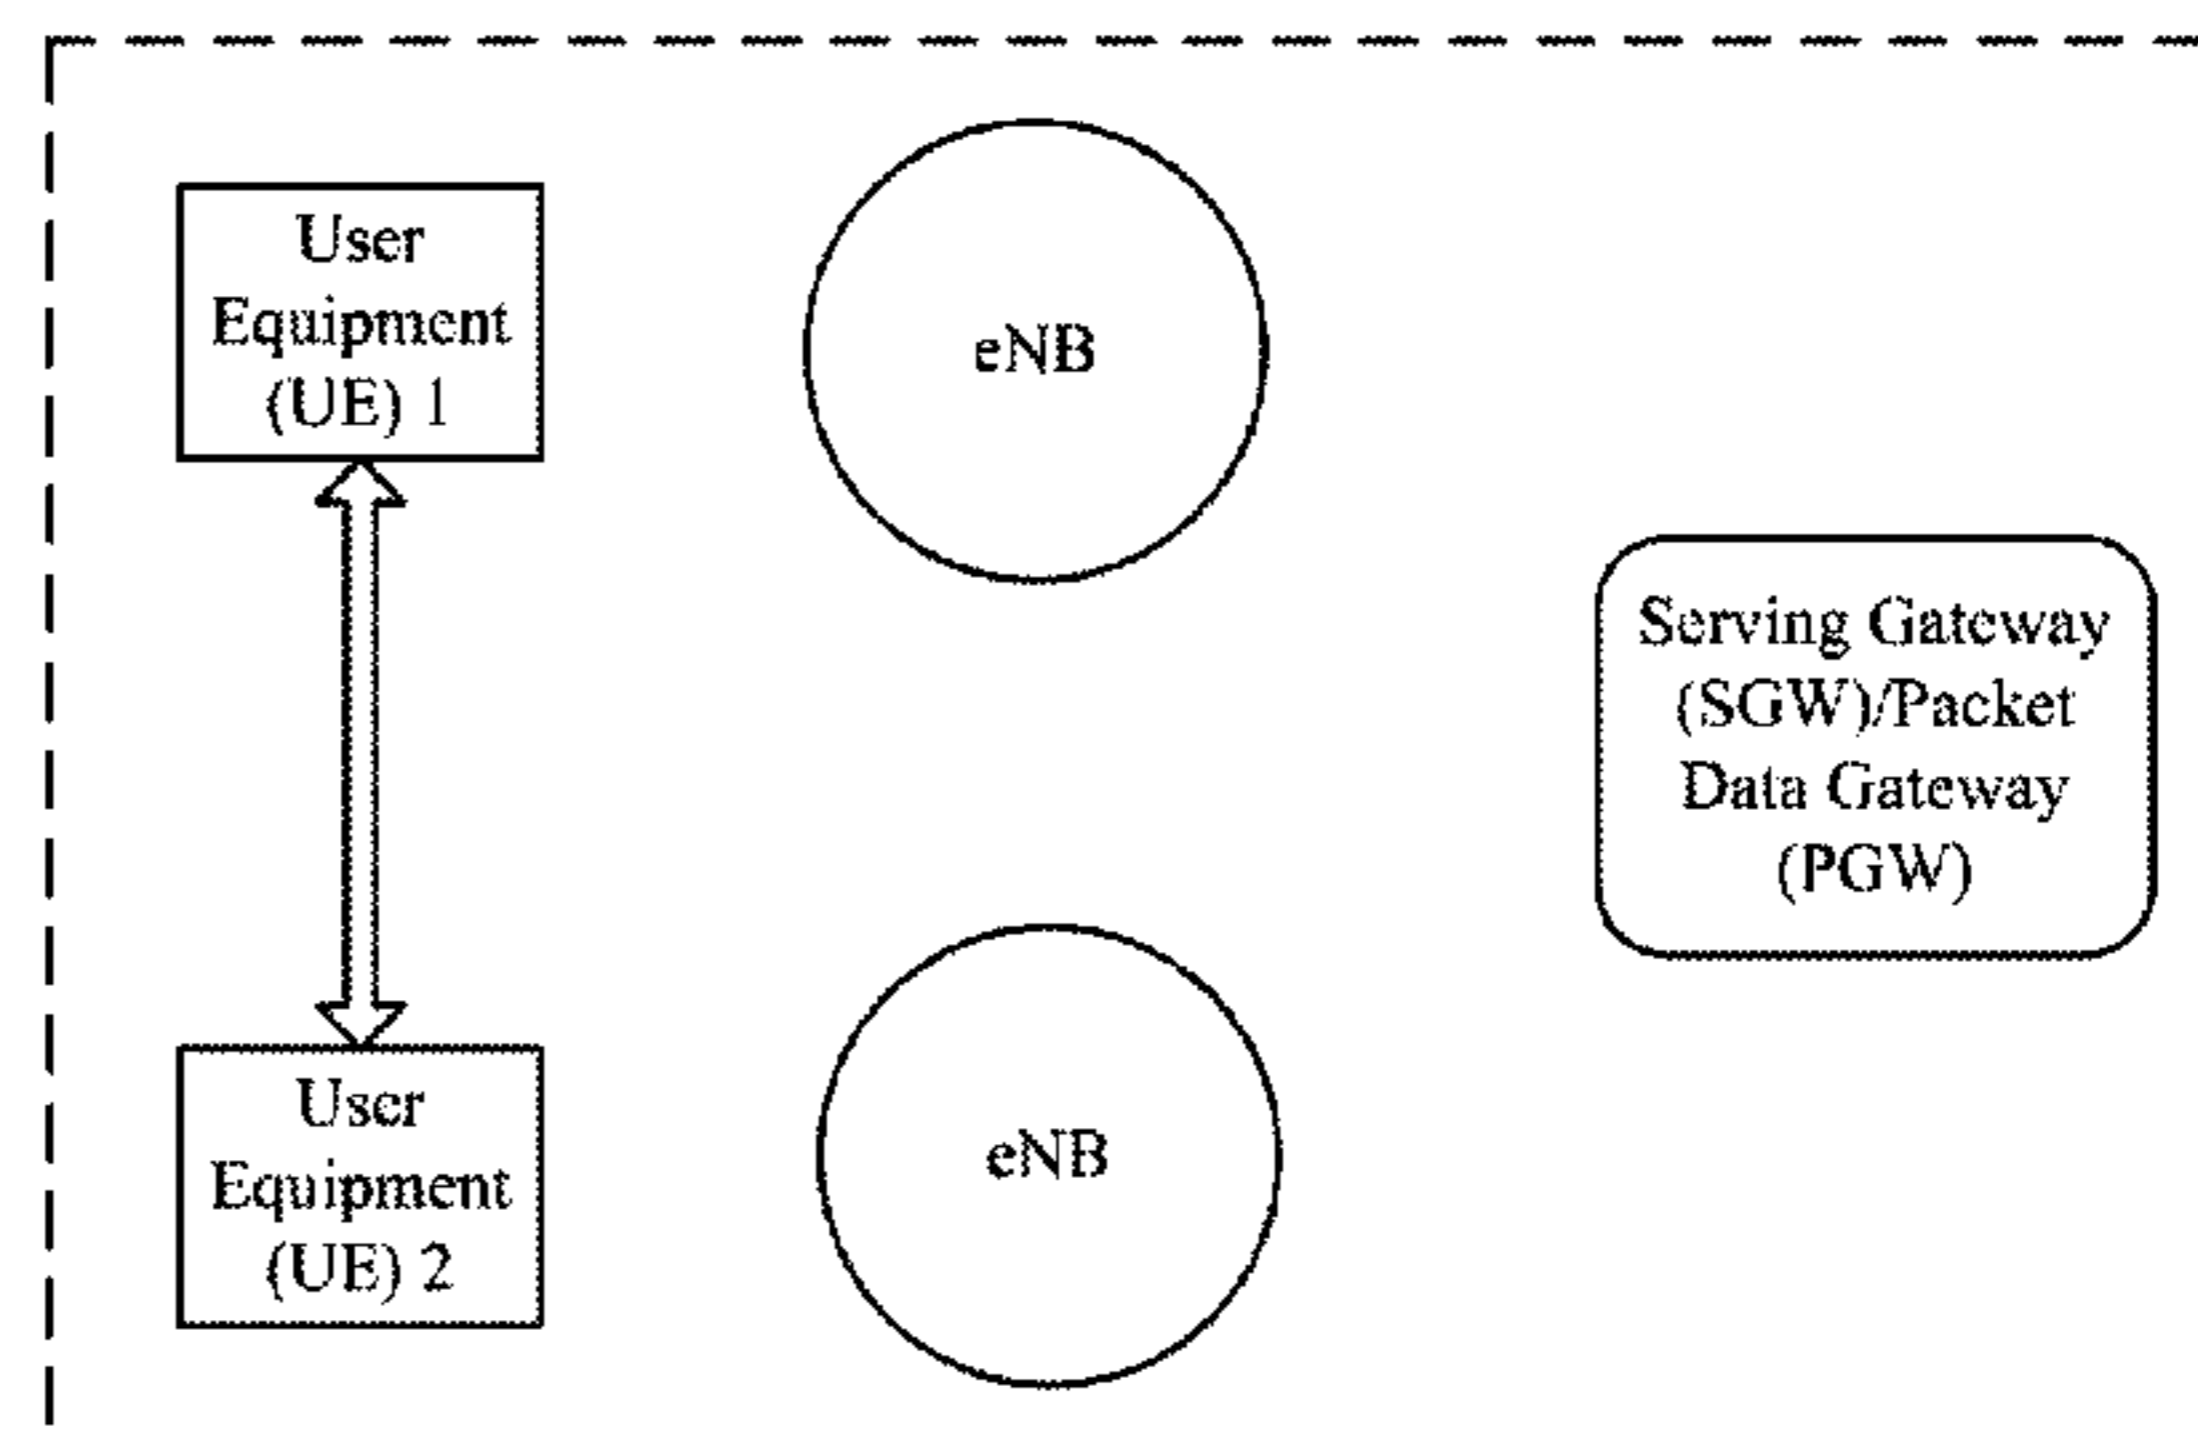 User
Equipment
(UE) 1
eNB
Serving Gateway
(SGW)/Packet
Data Gateway
(PGW)
User
Equipment
(UE) 2
eNB